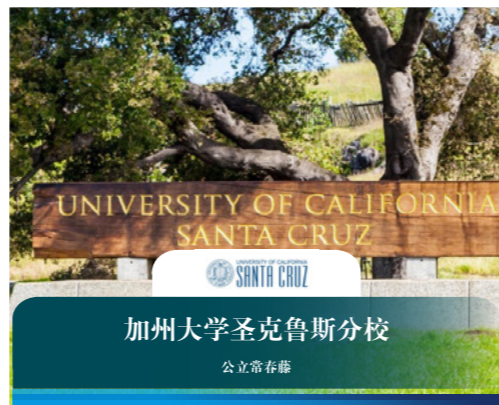 UNIVERSITY OF CALIFORNIA
SANTA CRUZ
UNIVERSITY OF CALIFORNIA
SANTA CRUZ
加州大学圣克鲁斯分校
公立常春藤